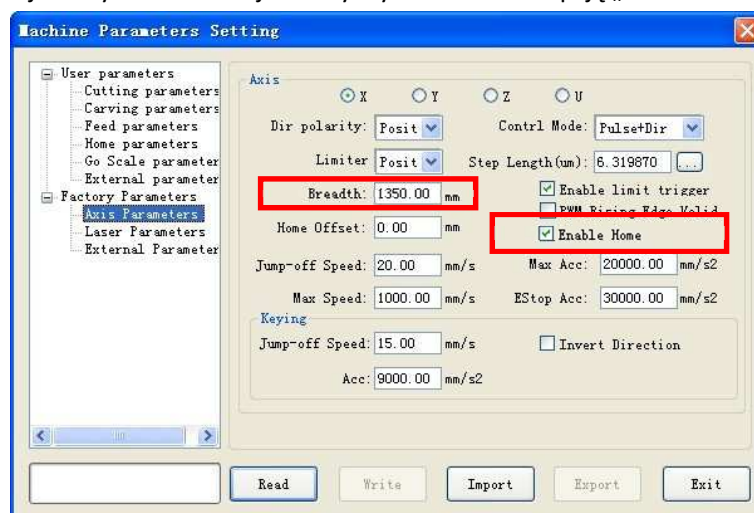 Machine Parameters Setting
User parameters
Cutting parameters
Carving parameters
Feed parameters
Home parameters
Go Scale parameter
External parameter
Factory Parameters
Axis Parameters
Laser Parameters
External Parameter
Axis
X Y Z U
Dir polarity: Posit Contrl Mode: Pulse+Dir
Limiter Posit Step Length(um): 6.319870 ...
Breadth: 1350.00 mm Enable limit trigger
PWM Rising Edge Valid
Home Offset: 0.00 mm Enable Home
Jump-off Speed: 20.00 mm/s Max Acc: 20000.00 mm/s2
Max Speed: 1000.00 mm/s EStop Acc: 30000.00 mm/s2
Keying
Jump-off Speed: 15.00 mm/s Invert Direction
Acc: 9000.00 mm/s2
Read Write Import Export Exit